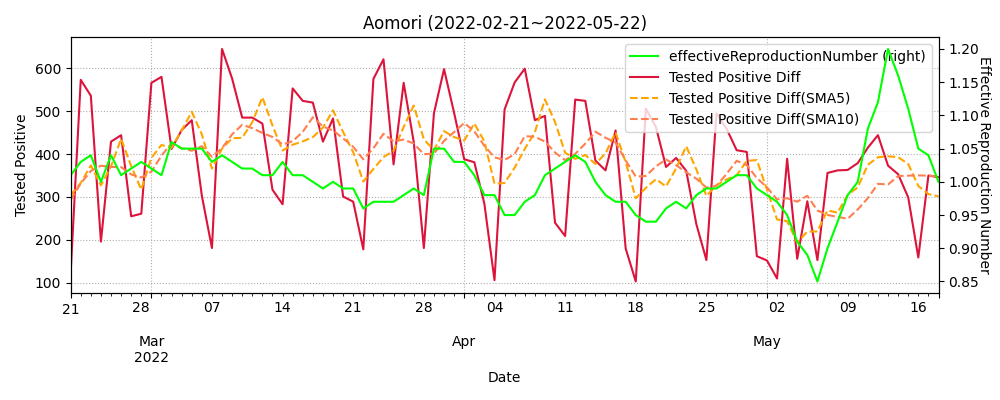 Aomori (2022-02-21~2022-05-22)
effectiveReproductionNumber (right)
Tested Positive Diff
Tested Positive Diff(SMA5)
Tested Positive Diff(SMA10)
Tested Positive
600
500
400
300
200
100
1.20
1.15
1.10
1.05
1.00
0.95
0.90
0.85
Effective Reproduction Number
21 28 07 14 21 28 04 11 18 25 02 09 16
Mar Apr May
2022
Date